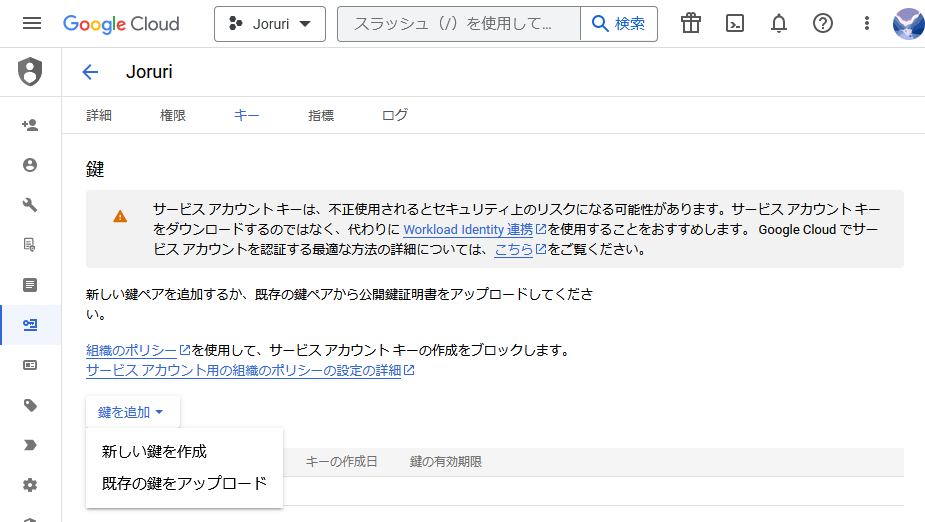 Google Cloud
Joruri
スラッシュ（/）を使用して...
検索
Joruri
詳細 権限 キー 指標 ログ
鍵
サービス アカウント キーは、不正使用されるとセキュリティ上のリスクになる可能性があります。サービス アカウント キー
をダウンロードするのではなく、代わりに Workload Identity 連携を使用することをおすすめします。 Google Cloud でサー
ビス アカウントを認証する最適な方法の詳細については、こちらをご覧ください。
新しい鍵ペアを追加するか、既存の鍵ペアから公開鍵証明書をアップロードしてくださ
い。
組織のポリシーを使用して、サービス アカウント キーの作成をブロックします。
サービス アカウント用の組織のポリシーの設定の詳細
鍵を追加
新しい鍵を作成
既存の鍵をアップロード
キーの作成日 鍵の有効期限